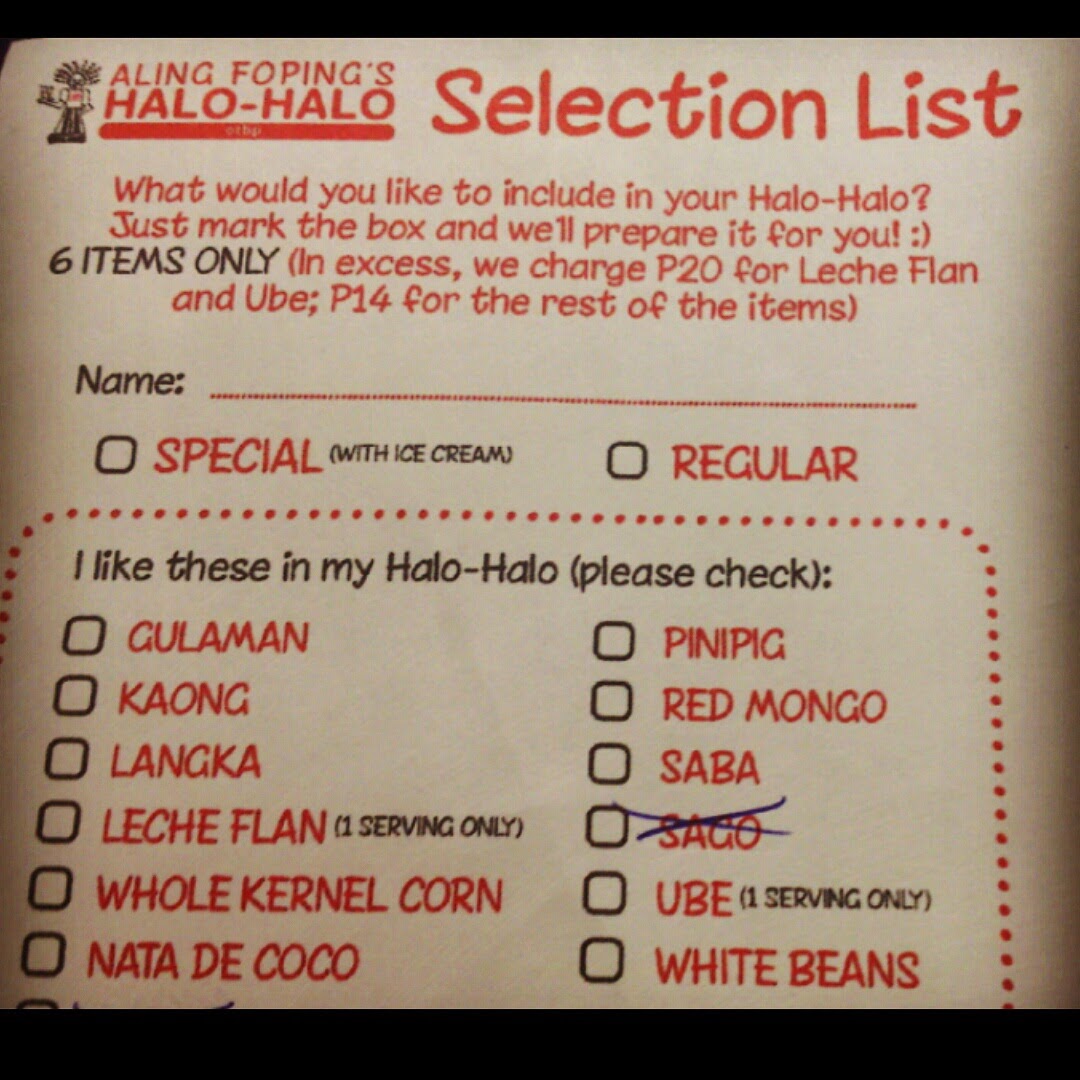 ALING FOPING'S
HALO-HALO
Selection List
What would you like to include in your Halo-Halo?
Just mark the box and we'll prepare it for you! :)
6 ITEMS ONLY (In excess, we charge P20 for Leche Flan
and Ube; P14 for the rest of the items)
Name:
SPECIAL (WITH ICE CREAM)
REGULAR
I like these in my Halo-Halo (please check):
GULAMAN
KAONG
LANGKA
LECHE FLAN (1 SERVING ONLY)
WHOLE KERNEL CORN
NATA DE COCO
PINIPIG
RED MONGO
SABA
SAGO
UBE (1 SERVING ONLY)
WHITE BEANS